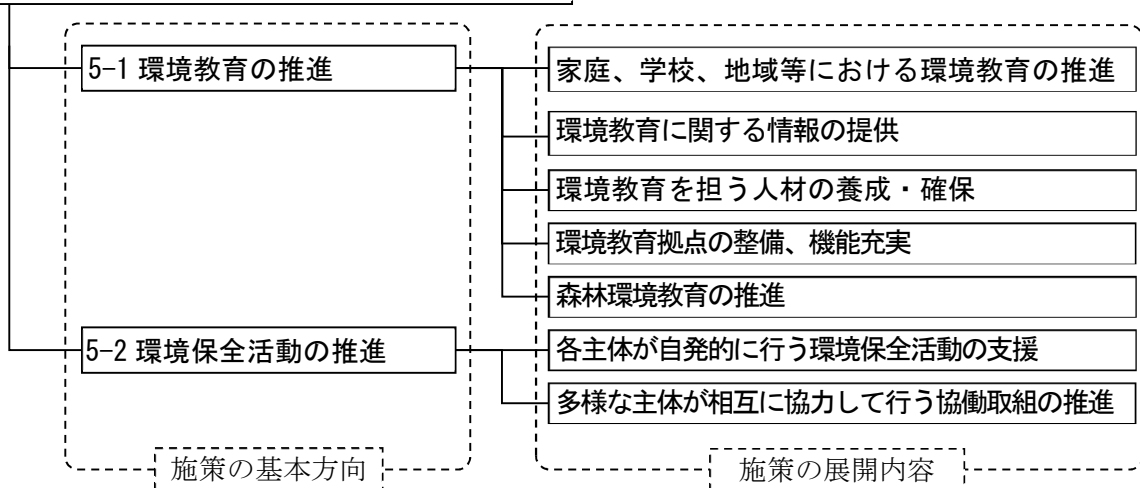 5-1 環境教育の推進
家庭、学校、地域等における環境教育の推進
環境教育に関する情報の提供
環境教育を担う人材の養成・確保
環境教育拠点の整備、機能充実
森林環境教育の推進
5-2 環境保全活動の推進
各主体が自発的に行う環境保全活動の支援
多様な主体が相互に協力して行う協働取組の推進
施策の基本方向
施策の展開内容